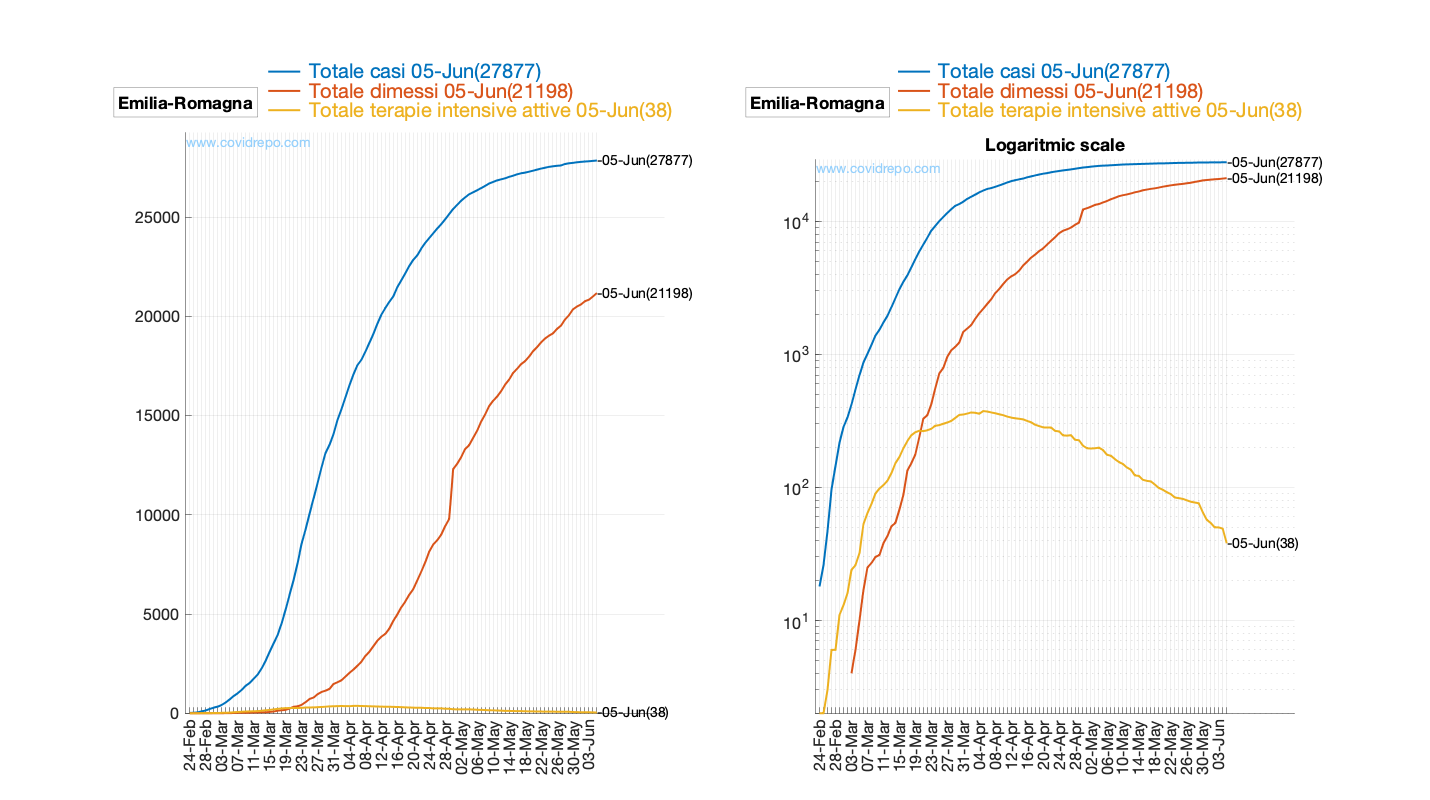 Totale casi 05-Jun(27877)
Totale dimessi 05-Jun(21198)
Totale terapie intensive attive 05-Jun(38)
Emilia-Romagna
www.covidrepo.com
-05-Jun(27877)
-05-Jun(21198)
-05-Jun(38)
25000
20000
15000
10000
5000
0
24-Feb
28-Feb
03-Mar
07-Mar
11-Mar
15-Mar
19-Mar
23-Mar
27-Mar
31-Mar
04-Apr
08-Apr
12-Apr
16-Apr
20-Apr
24-Apr
28-Apr
02-May
06-May
10-May
14-May
18-May
22-May
26-May
30-May
03-Jun
Totale casi 05-Jun(27877)
Totale dimessi 05-Jun(21198)
Totale terapie intensive attive 05-Jun(38)
Emilia-Romagna
Logaritmic scale
www.covidrepo.com
-05-Jun(27877)
-05-Jun(21198)
-05-Jun(38)
10^4
10^3
10^2
10^1
24-Feb
28-Feb
03-Mar
07-Mar
11-Mar
15-Mar
19-Mar
23-Mar
27-Mar
31-Mar
04-Apr
08-Apr
12-Apr
16-Apr
20-Apr
24-Apr
28-Apr
02-May
06-May
10-May
14-May
18-May
22-May
26-May
30-May
03-Jun